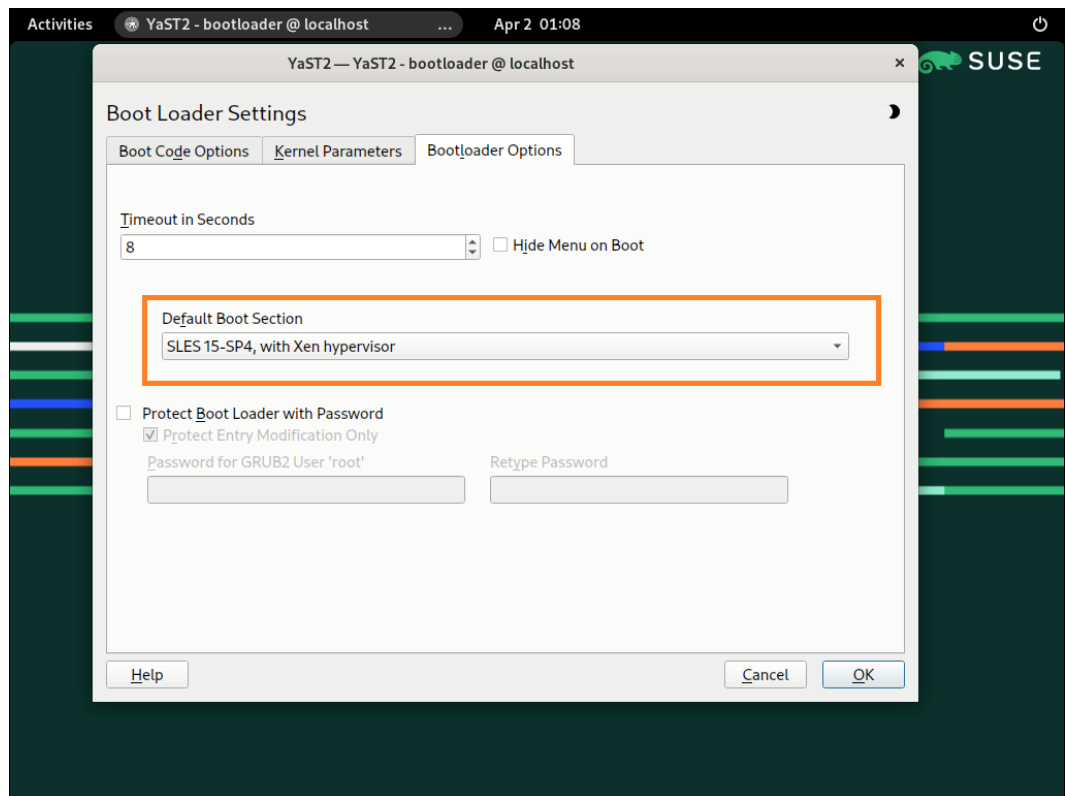 Activities YaST2 - bootloader @ localhost ... Apr 2 01:08
SUSE
YaST2 — YaST2 - bootloader @ localhost ×
Boot Loader Settings
Boot Code Options Kernel Parameters Bootloader Options
Timeout in Seconds
8 Hide Menu on Boot
Default Boot Section
SLES 15-SP4, with Xen hypervisor
Protect Boot Loader with Password
Protect Entry Modification Only
Password for GRUB2 User 'root' Retype Password
Help Cancel OK